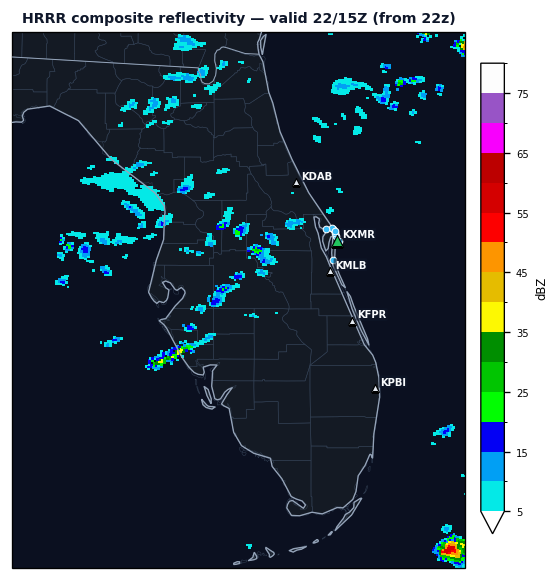 HRRR composite reflectivity — valid 22/15Z (from 22z)
KDAB
KXMR
KMLB
KFPR
KPBI
75
65
55
45
35
25
15
5
dBZ